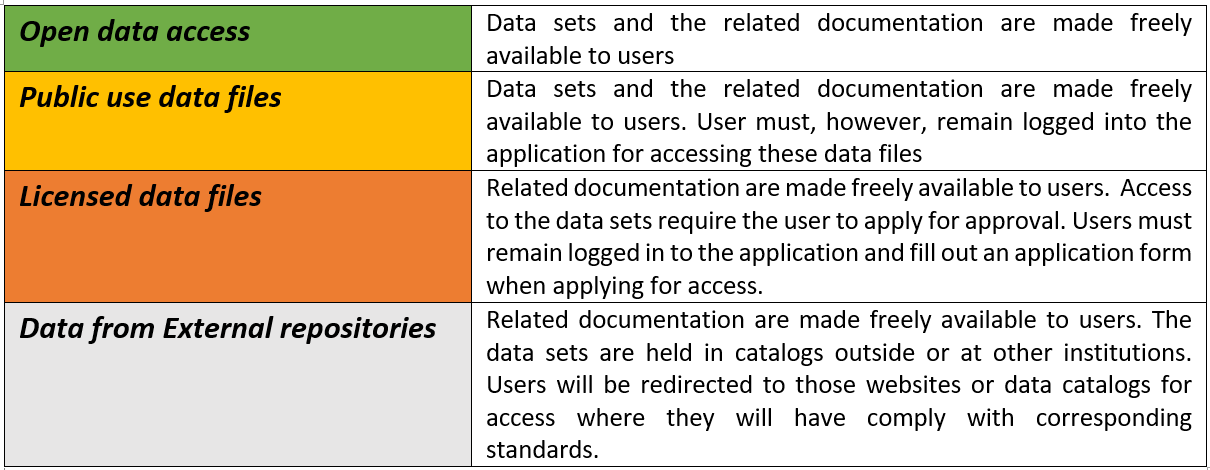 Open data access
Data sets and the related documentation are made freely
available to users
Public use data files
Data sets and the related documentation are made freely
available to users. User must, however, remain logged into the
application for accessing these data files
Licensed data files
Related documentation are made freely available to users.  Access
to the data sets require the user to apply for approval. Users must
remain logged in to the application and fill out an application form
when applying for access.
Data from External repositories
Related documentation are made freely available to users. The
data sets are held in catalogs outside or at other institutions.
Users will be redirected to those websites or data catalogs for
access where they will have comply with corresponding
standards.